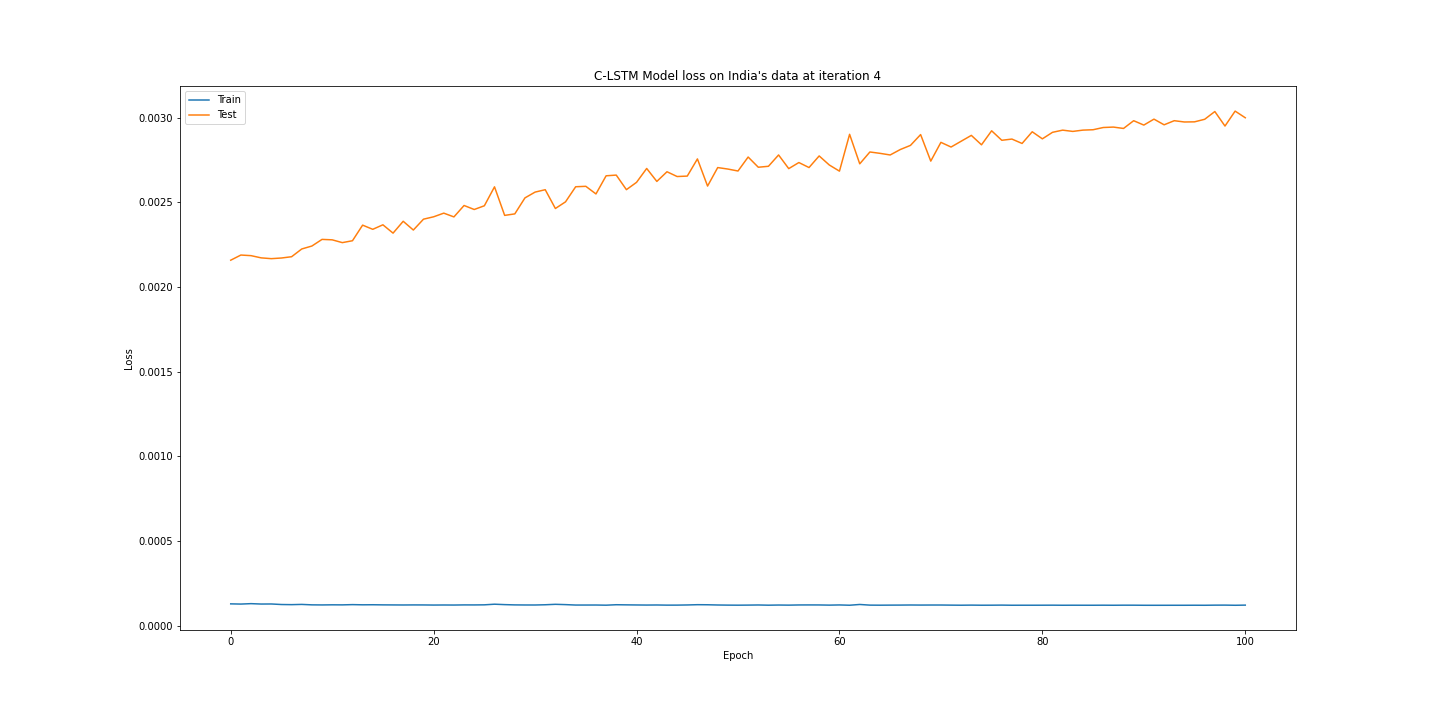 C-LSTM Model loss on India's data at iteration 4
Train
Test
0.0030
0.0025
0.0020
0.0015
0.0010
0.0005
0.0000
Loss
0 20 40 60 80 100
Epoch